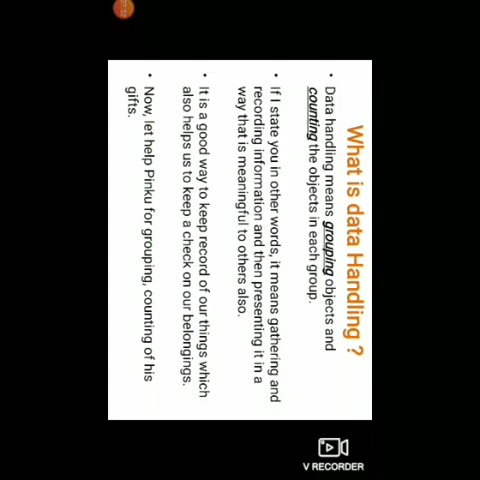 What is data Handling ?
• Data handling means grouping objects and
counting the objects in each group.
• If I state you in other words, it means gathering and
recording information and then presenting it in a
way that is meaningful to others also.
• It is a good way to keep record of our things which
also helps us to keep a check on our belongings.
• Now, let help Pinku for grouping, counting of his
gifts.
V RECORDER